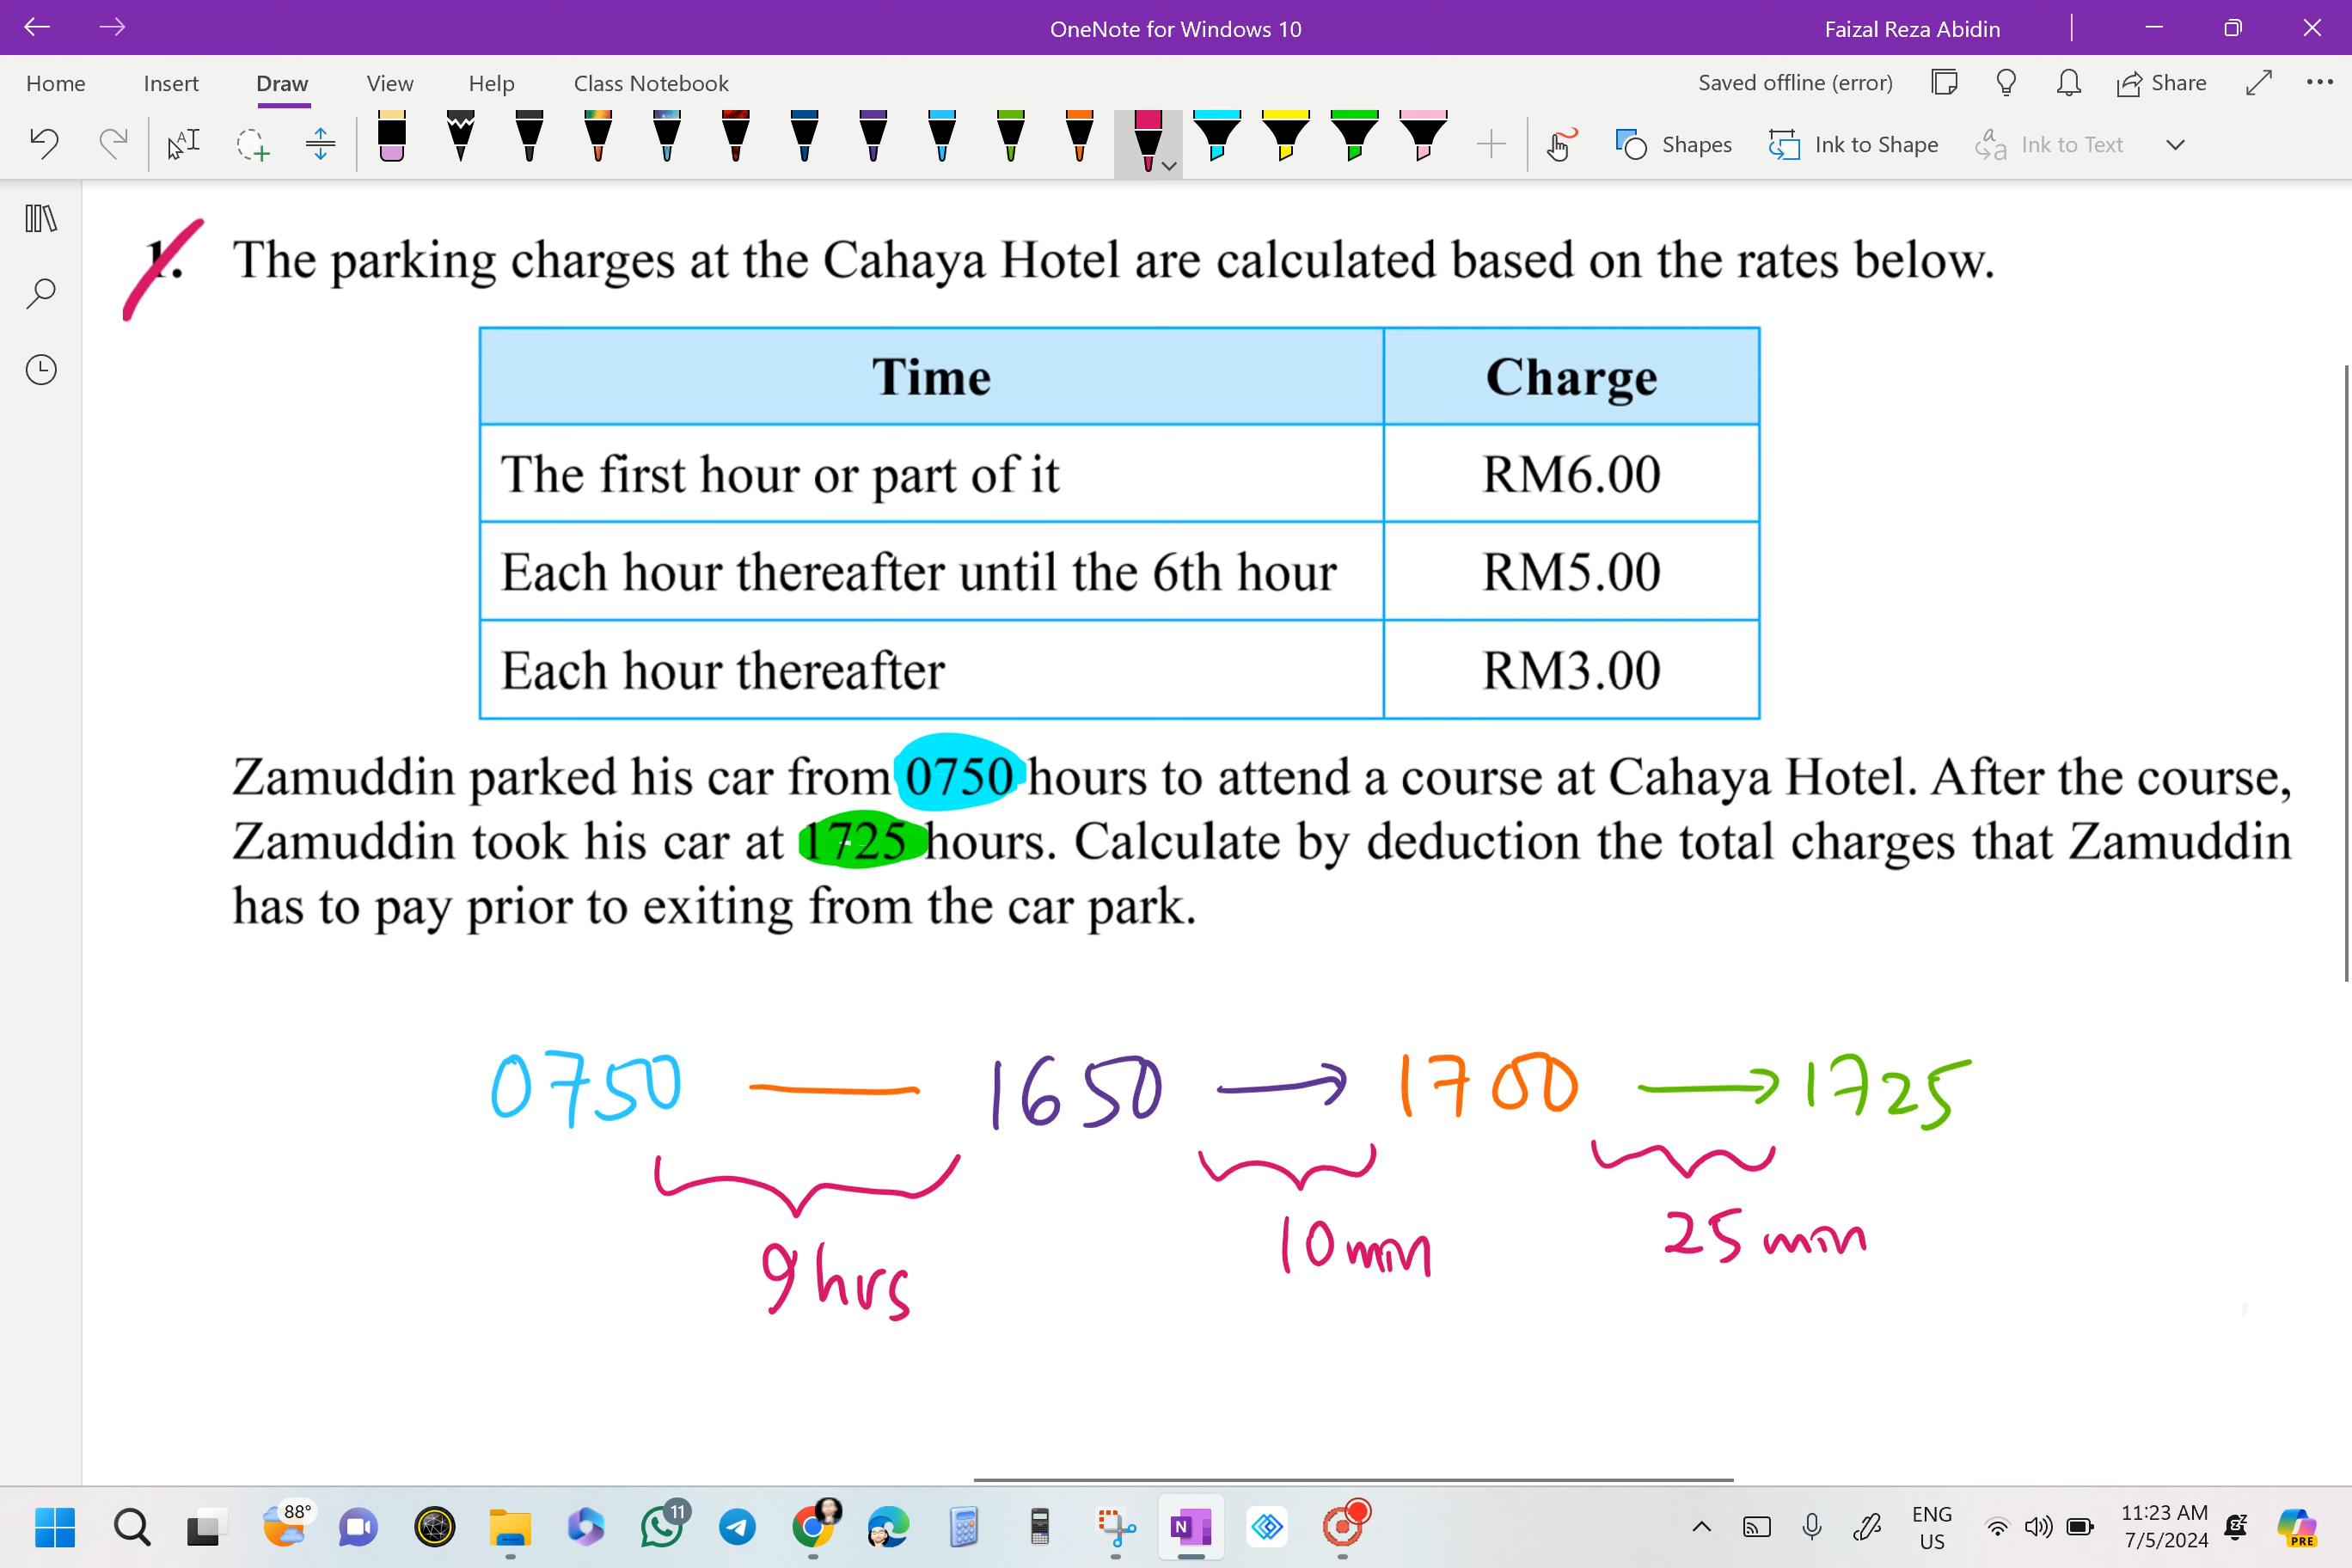 OneNote for Windows 10
Faizal Reza Abidin
Home Insert Draw View Help Class Notebook
Saved offline (error) Share
Shapes Ink to Shape Ink to Text
1. The parking charges at the Cahaya Hotel are calculated based on the rates below.
Time Charge
The first hour or part of it RM6.00
Each hour thereafter until the 6th hour RM5.00
Each hour thereafter RM3.00
Zamuddin parked his car from 0750 hours to attend a course at Cahaya Hotel. After the course,
Zamuddin took his car at 1725 hours. Calculate by deduction the total charges that Zamuddin
has to pay prior to exiting from the car park.
0750 — 1650 → 1700 → 1725
9 hrs 10 min 25 min
88° 11 N ENG 11:23 AM
US 7/5/2024 PRE